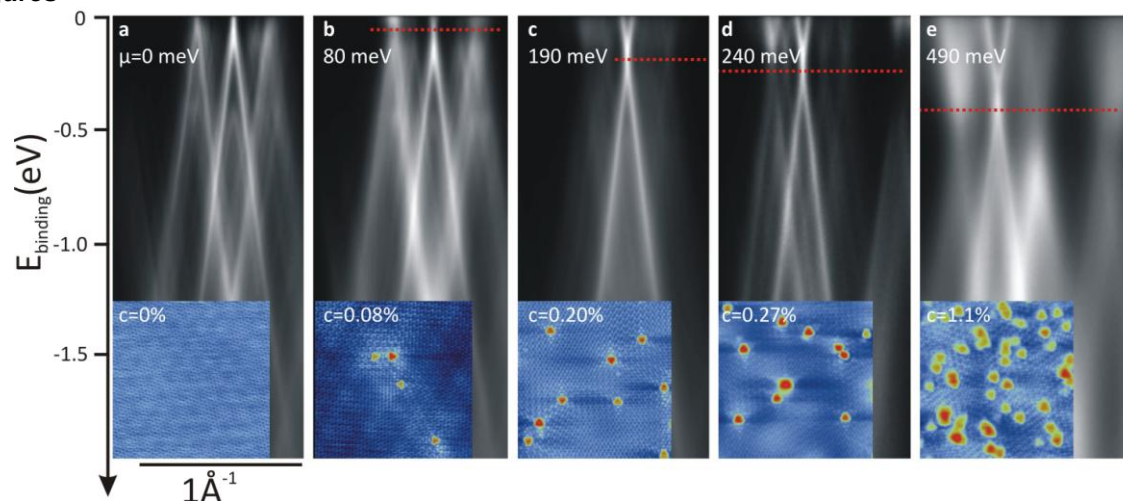 a
μ=0 meV
c=0%
b
80 meV
c=0.08%
c
190 meV
c=0.20%
d
240 meV
c=0.27%
e
490 meV
c=1.1%
0
-0.5
-1.0
-1.5
E_binding(eV)
1Å⁻¹